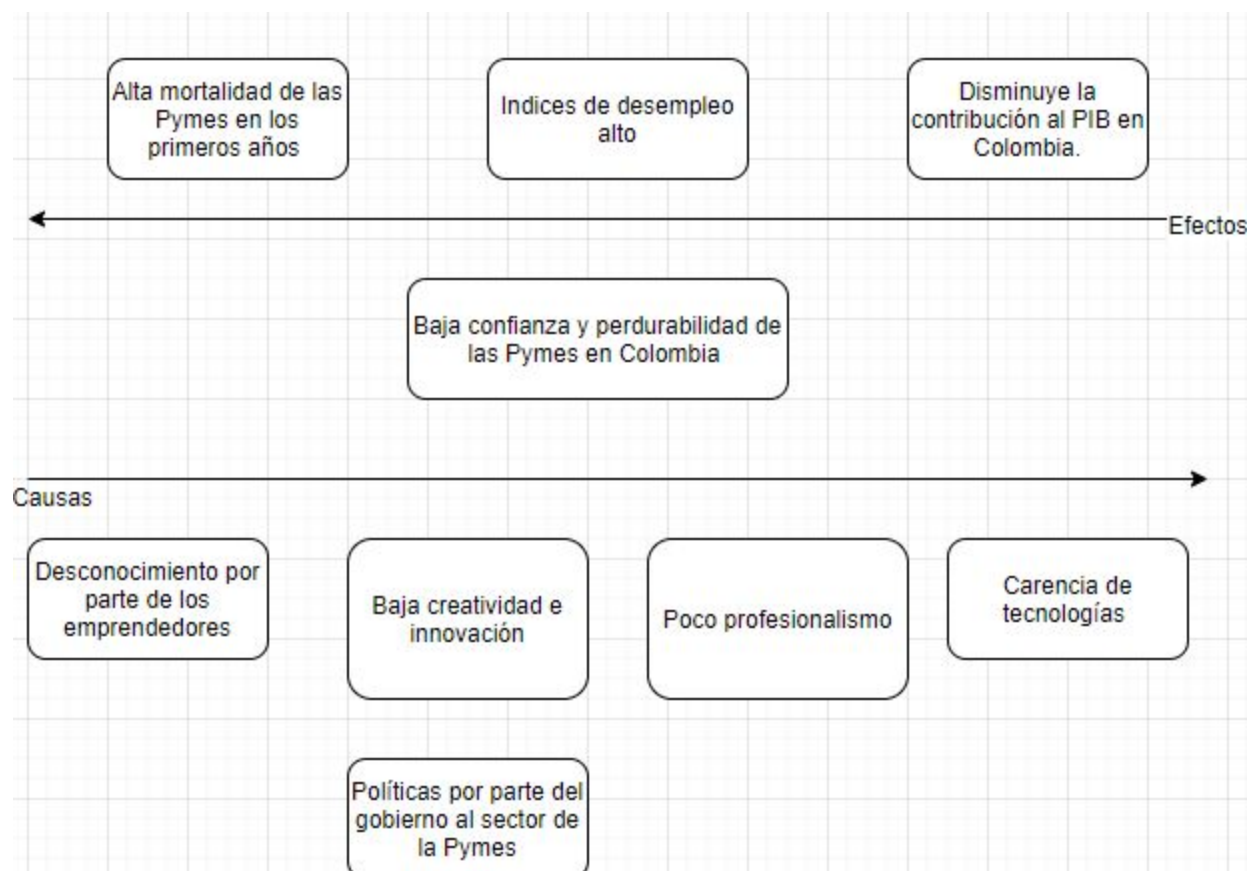 Alta mortalidad de las
Pymes en los
primeros años
Indices de desempleo
alto
Disminuye la
contribución al PIB en
Colombia.
Efectos
Baja confianza y perdurabilidad de
las Pymes en Colombia
Causas
Desconocimiento por
parte de los
emprendedores
Baja creatividad e
innovación
Poco profesionalismo
Carencia de
tecnologías
Políticas por parte del
gobierno al sector de
la Pymes